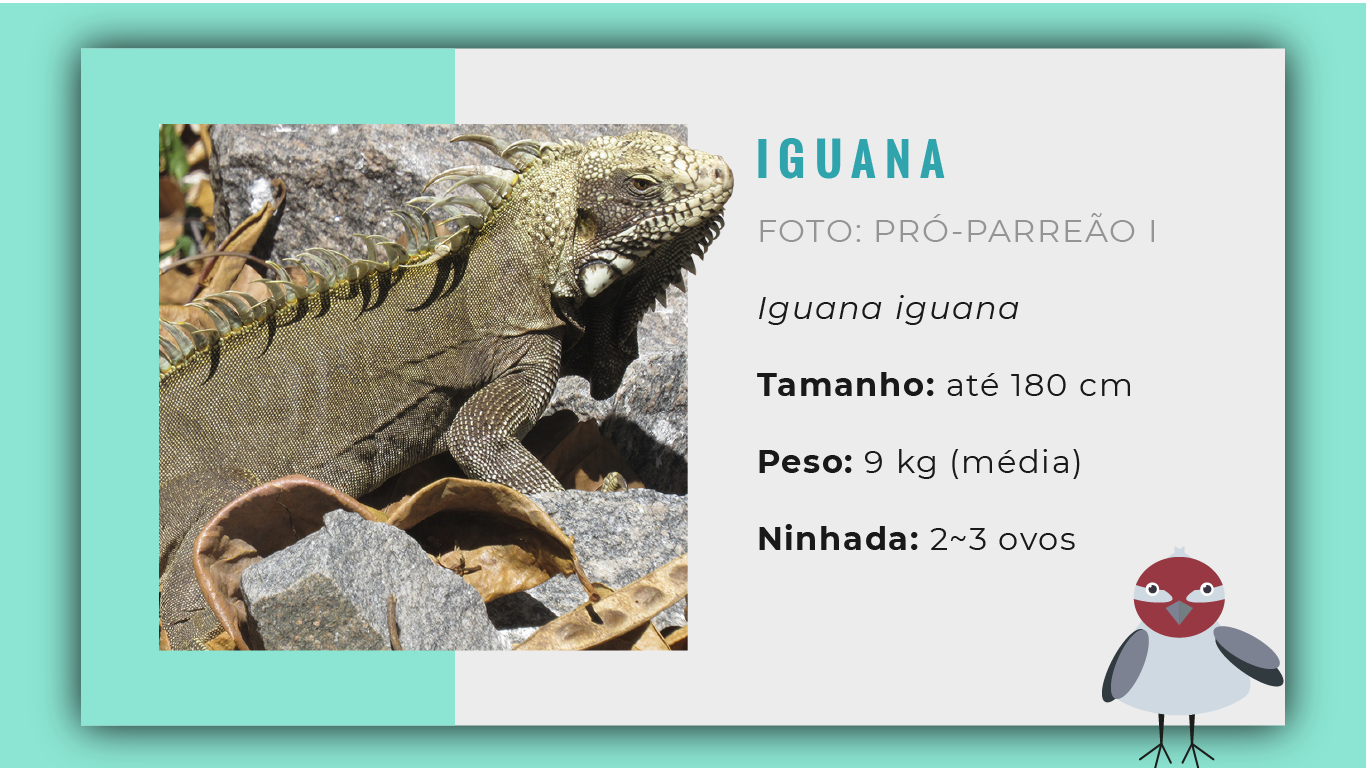 IGUANA
FOTO: PRÓ-PARREÃO I
Iguana iguana
Tamanho: até 180 cm
Peso: 9 kg (média)
Ninhada: 2~3 ovos